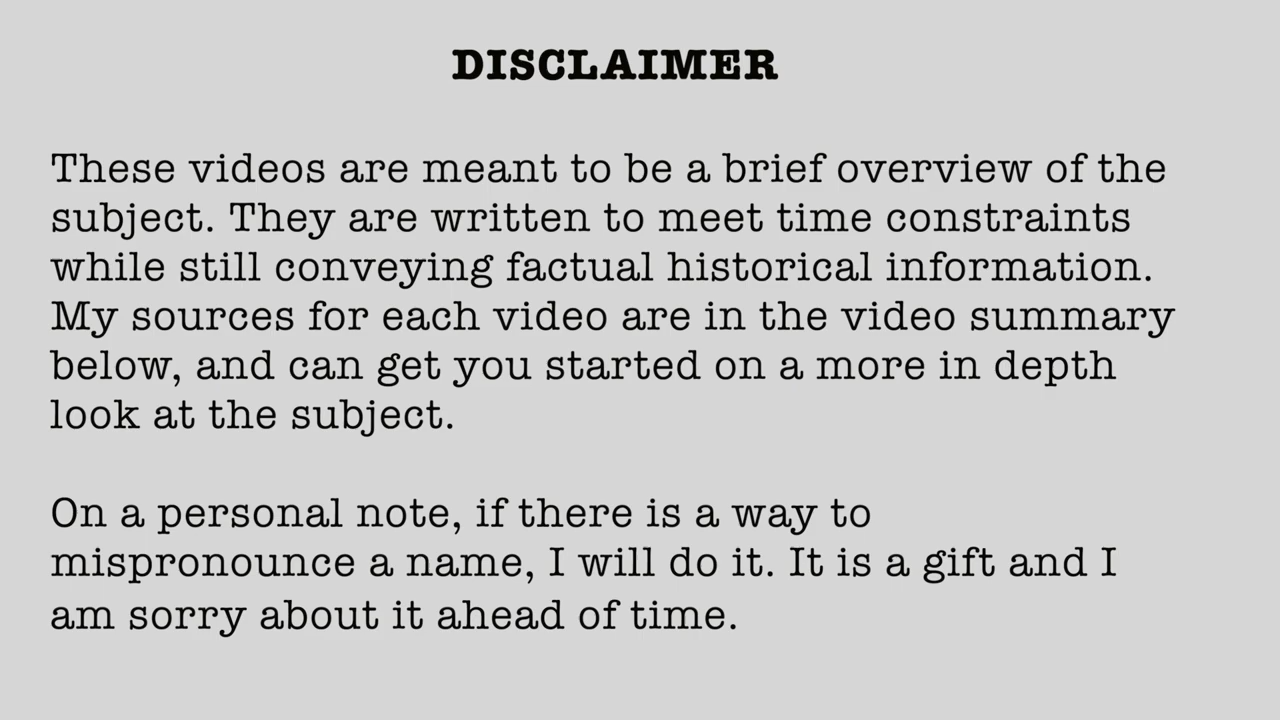 DISCLAIMER
These videos are meant to be a brief overview of the
subject. They are written to meet time constraints
while still conveying factual historical information.
My sources for each video are in the video summary
below, and can get you started on a more in depth
look at the subject.
On a personal note, if there is a way to
mispronounce a name, I will do it. It is a gift and I
am sorry about it ahead of time.